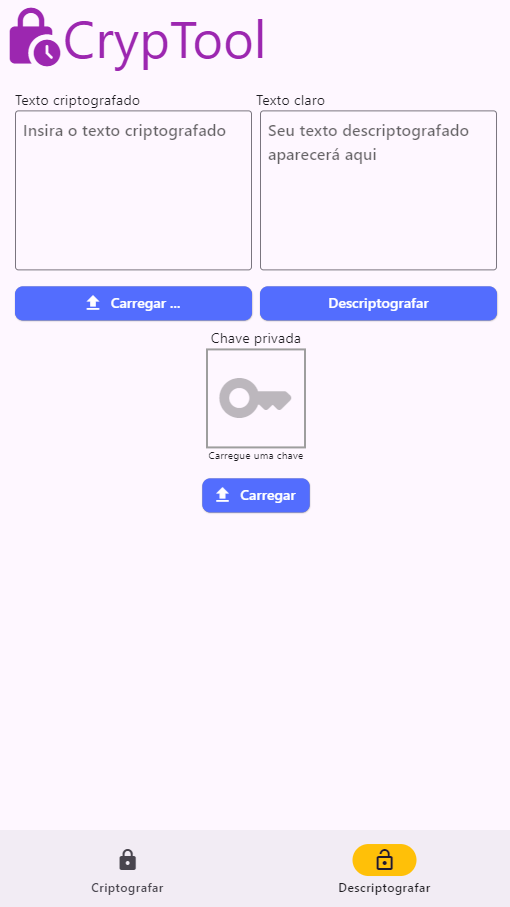 CrypTool
Texto criptografado
Texto claro
Insira o texto criptografado
Seu texto descriptografado
aparecerá aqui
Carregar ...
Descriptografar
Chave privada
Carregue uma chave
Carregar
Criptografar
Descriptografar